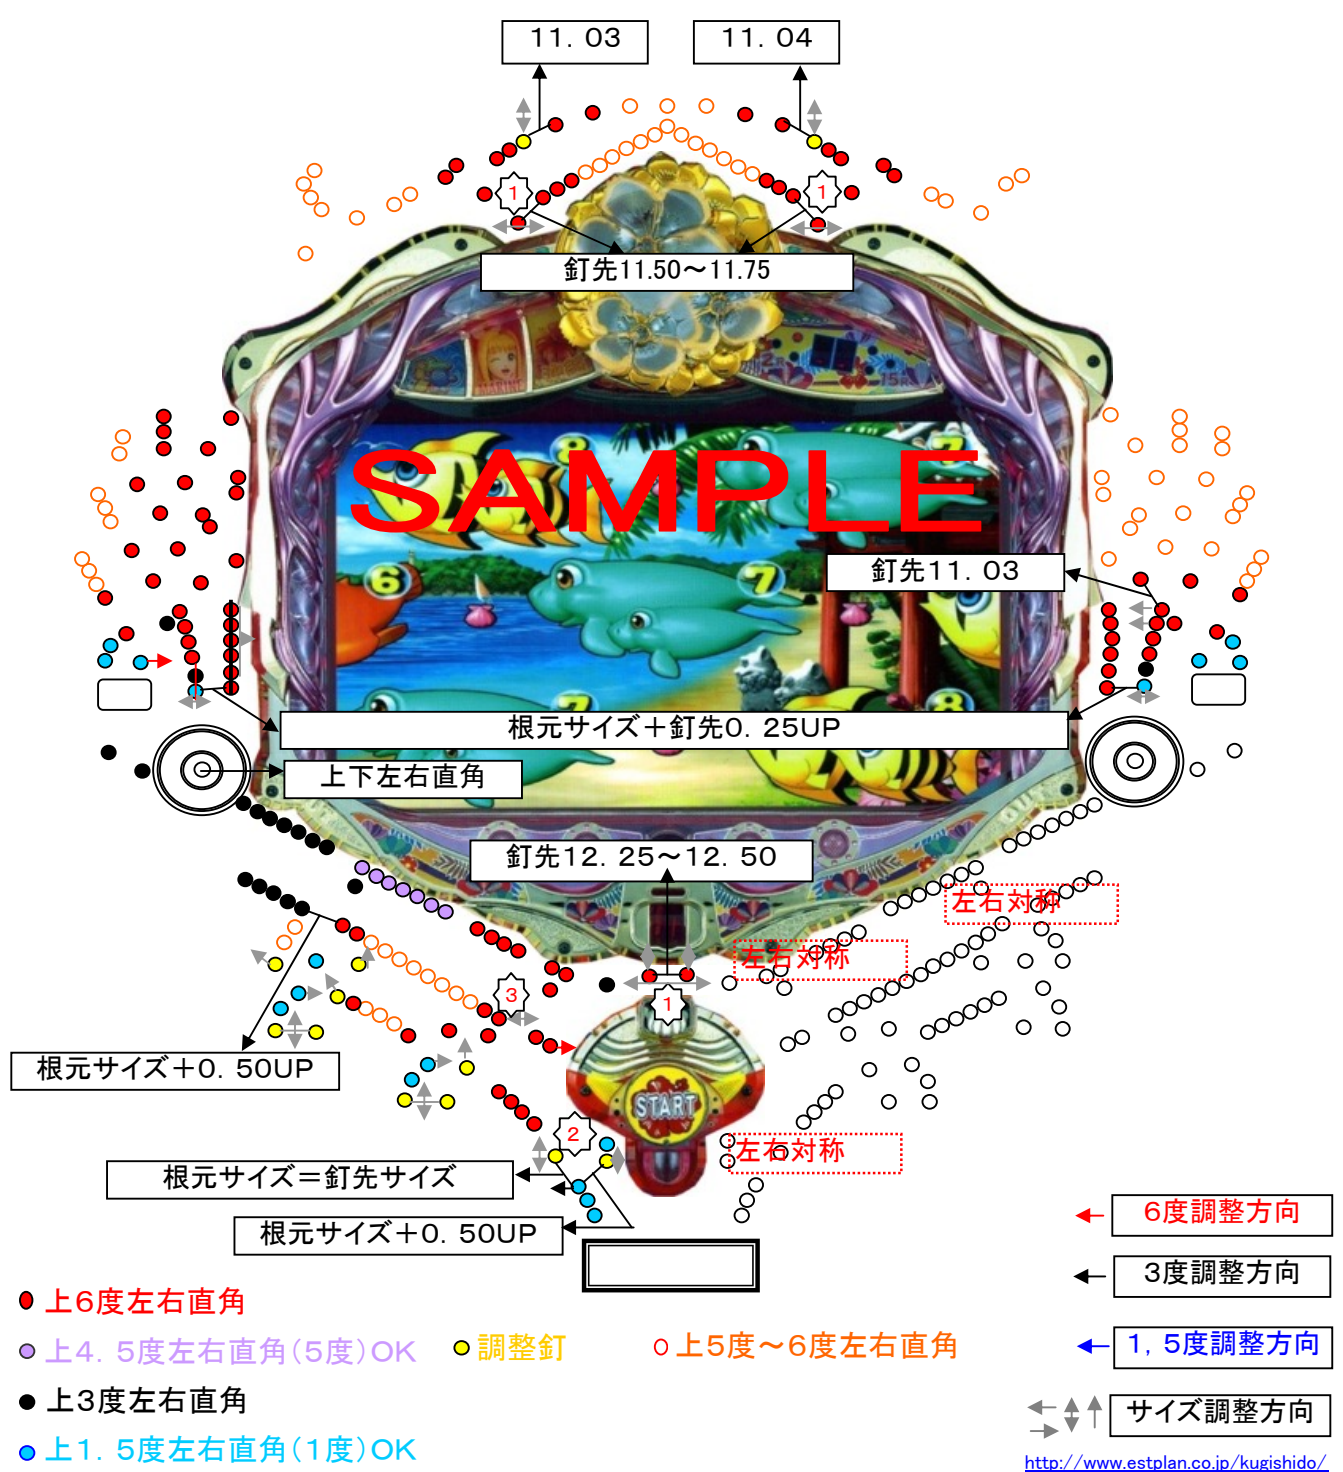 11．03
11．04
1
1
釘先11.50～11.75
MARINE
SAMPLE
8
7
6
7
釘先11．03
7
8
根元サイズ＋釘先0．25UP
上下左右直角
釘先12．25～12．50
左右対称
左右対称
3
1
根元サイズ＋0．50UP
START
2
左右対称
根元サイズ＝釘先サイズ
根元サイズ＋0．50UP
6度調整方向
3度調整方向
1，5度調整方向
サイズ調整方向
上6度左右直角
上4．5度左右直角(5度)OK
調整釘
上5度～6度左右直角
上3度左右直角
上1．5度左右直角(1度)OK
http://www.estplan.co.jp/kugishido/